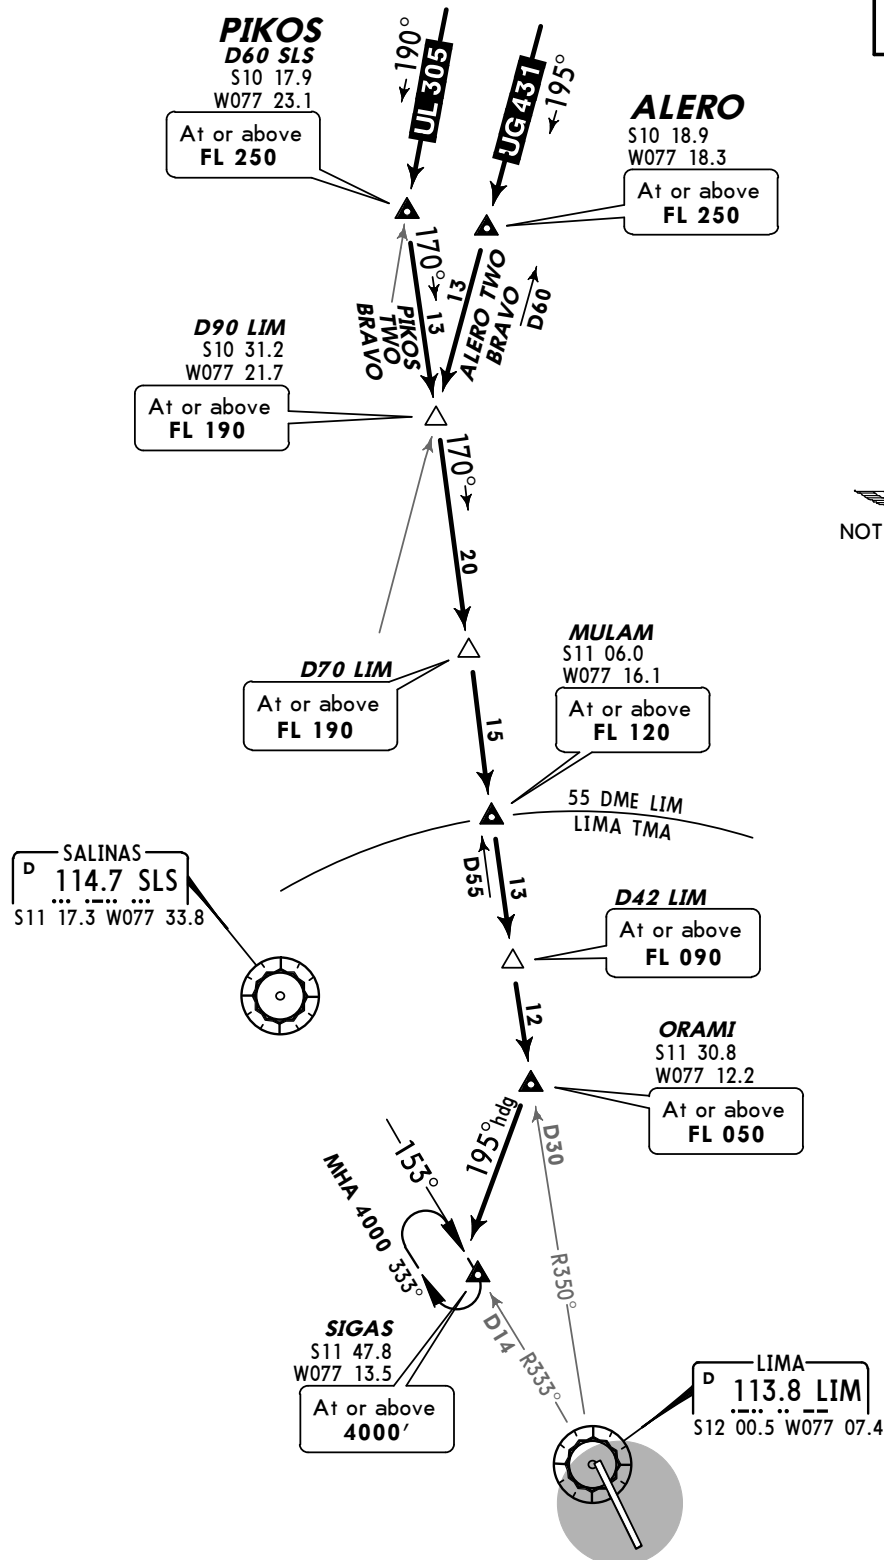 PIKOS
D60 SLS
S10 17.9
W077 23.1
At or above
FL 250
190°
UL 305
UG 431
195°
ALERO
S10 18.9
W077 18.3
At or above
FL 250
170°
13
PIKOS
TWO
BRAVO
13
ALERO TWO
BRAVO
D60
D90 LIM
S10 31.2
W077 21.7
At or above
FL 190
170°
20
NOT
D70 LIM
At or above
FL 190
15
MULAM
S11 06.0
W077 16.1
At or above
FL 120
55 DME LIM
LIMA TMA
D55
13
SALINAS
D 114.7 SLS
S11 17.3 W077 33.8
D42 LIM
At or above
FL 090
12
ORAMI
S11 30.8
W077 12.2
At or above
FL 050
195° hdg
D30
R350°
153°
MHA 4000 333°
SIGAS
S11 47.8
W077 13.5
At or above
4000'
D14 R333°
LIMA
D 113.8 LIM
S12 00.5 W077 07.4